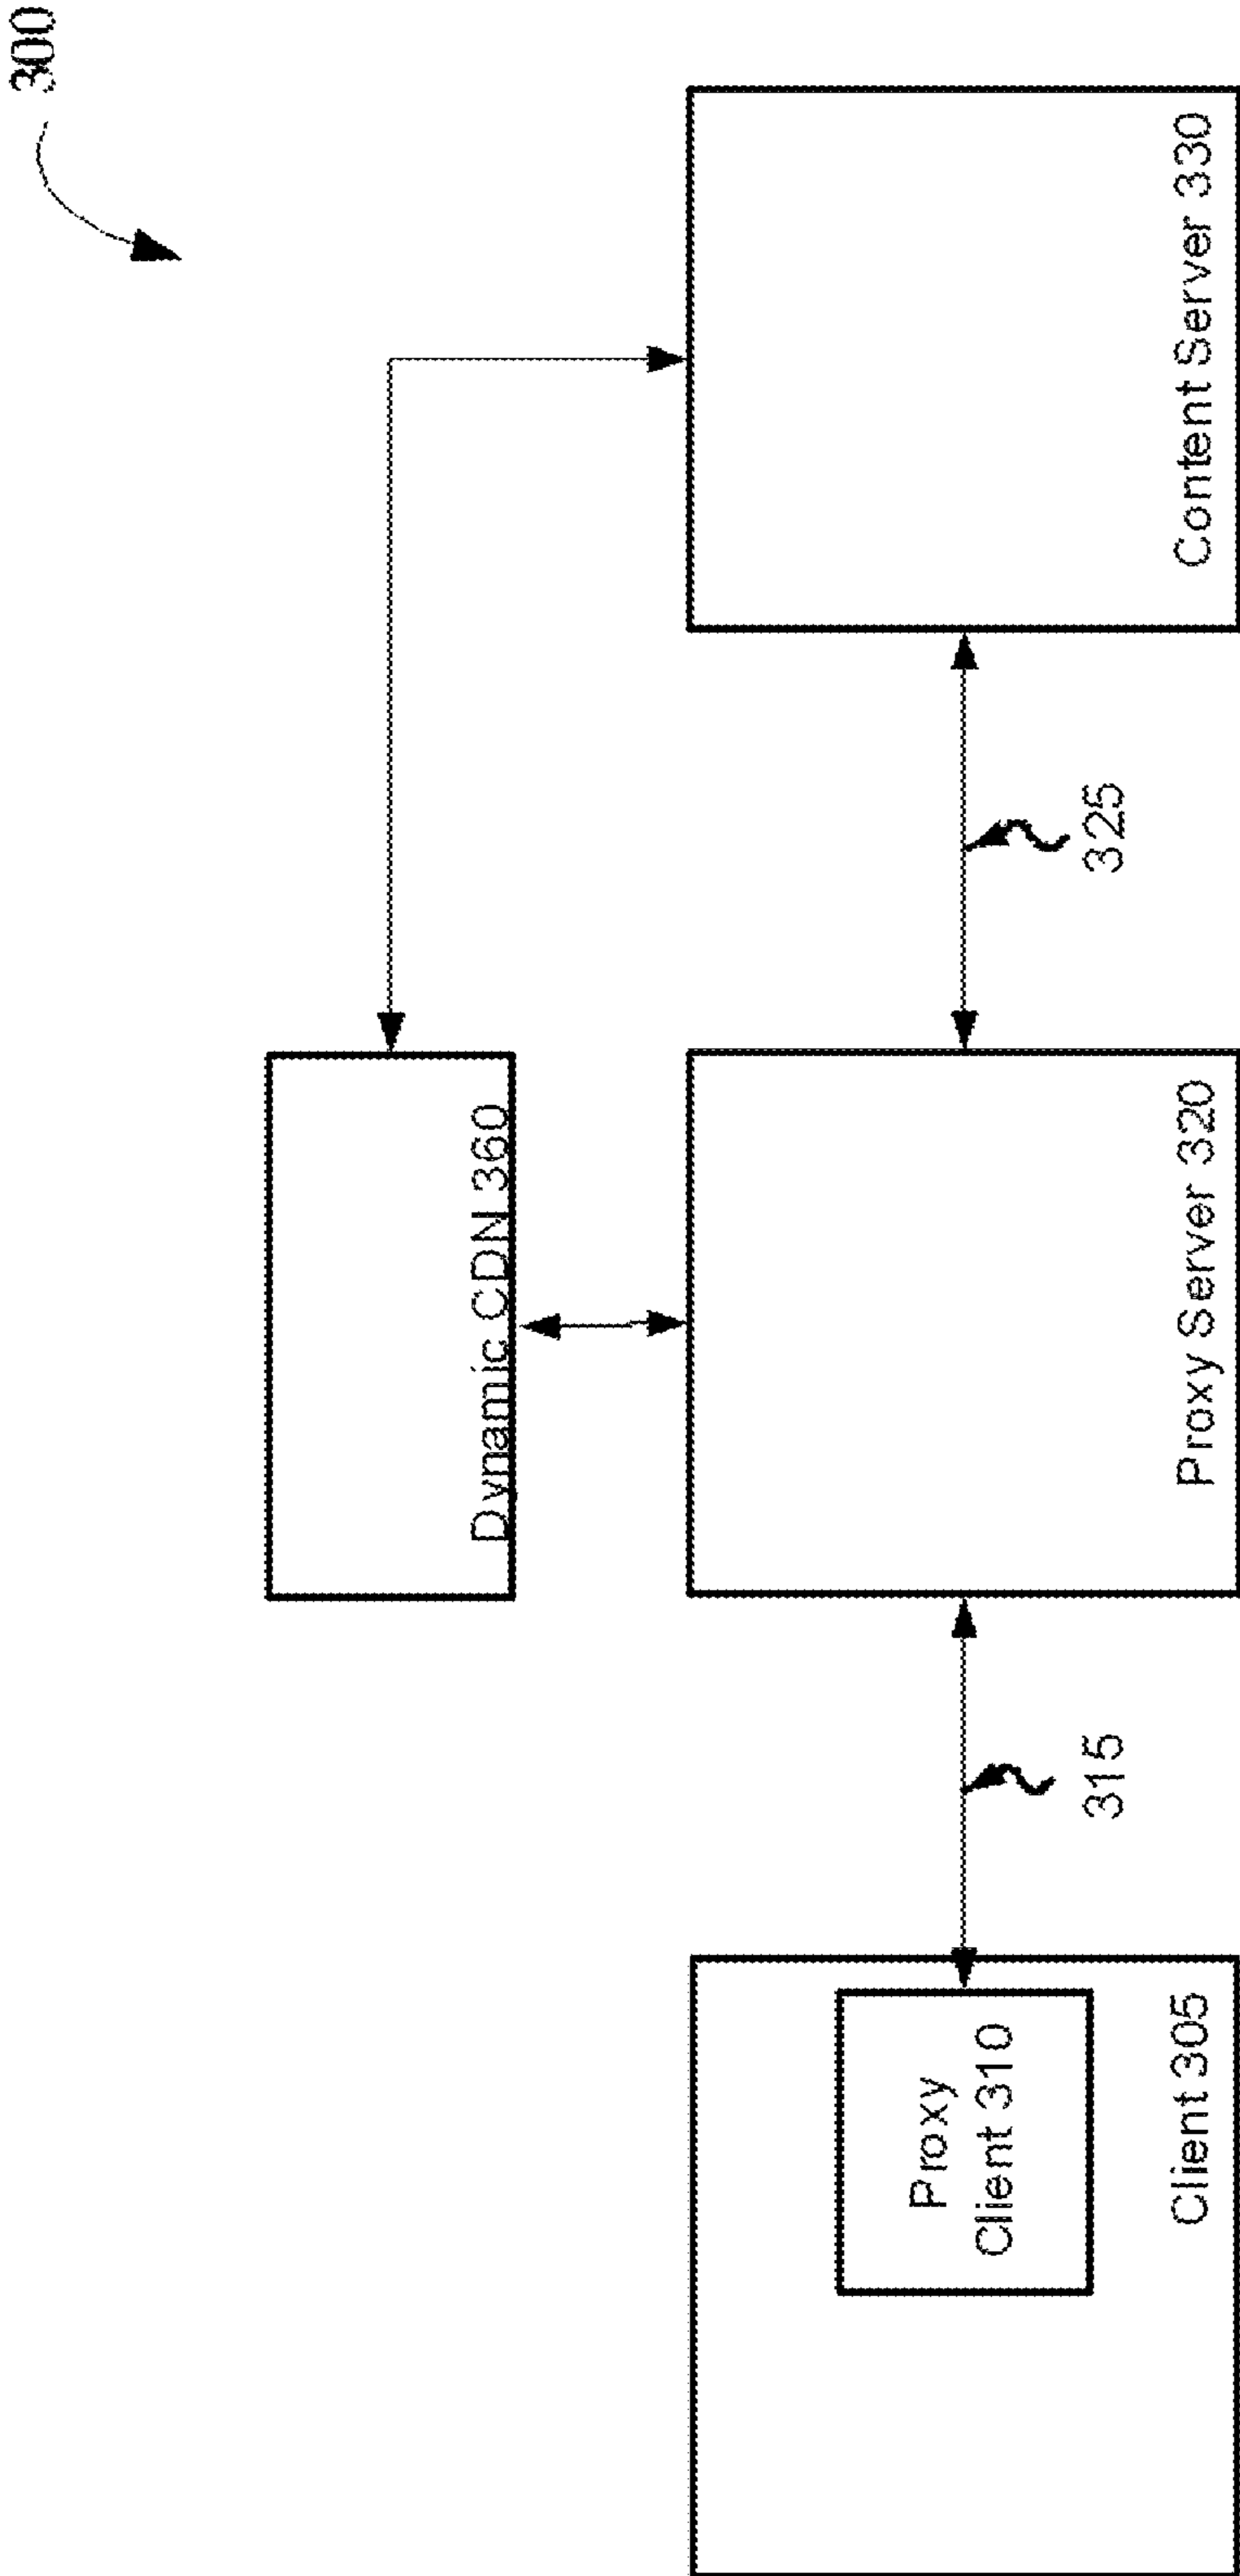 300
Dynamic CDN 360
Proxy
Client 310
Client 305
315
Proxy Server 320
325
Content Server 330